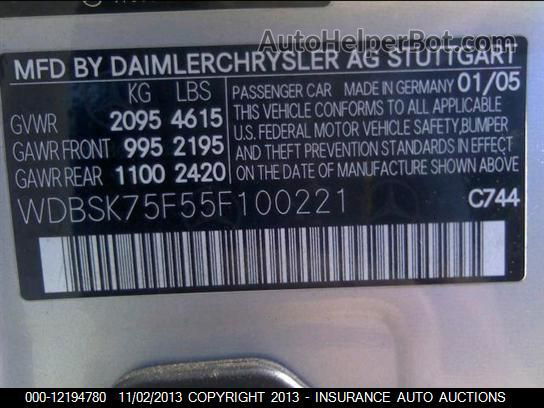 AutoHelperBot.com
MFD BY DAIMLERCHRYSLER AG STUTTGART
KG LBS
GVWR 2095 4615
GAWR FRONT 995 2195
GAWR REAR 1100 2420
PASSENGER CAR MADE IN GERMANY 01/05
THIS VEHICLE CONFORMS TO ALL APPLICABLE
U.S. FEDERAL MOTOR VEHICLE SAFETY, BUMPER
AND THEFT PREVENTION STANDARDS IN EFFECT
ON THE DATE OF MANUFACTURE SHOWN ABOVE.
WDBSK75F55F100221 C744
000-12194780 11/02/2013 COPYRIGHT 2013 - INSURANCE AUTO AUCTIONS